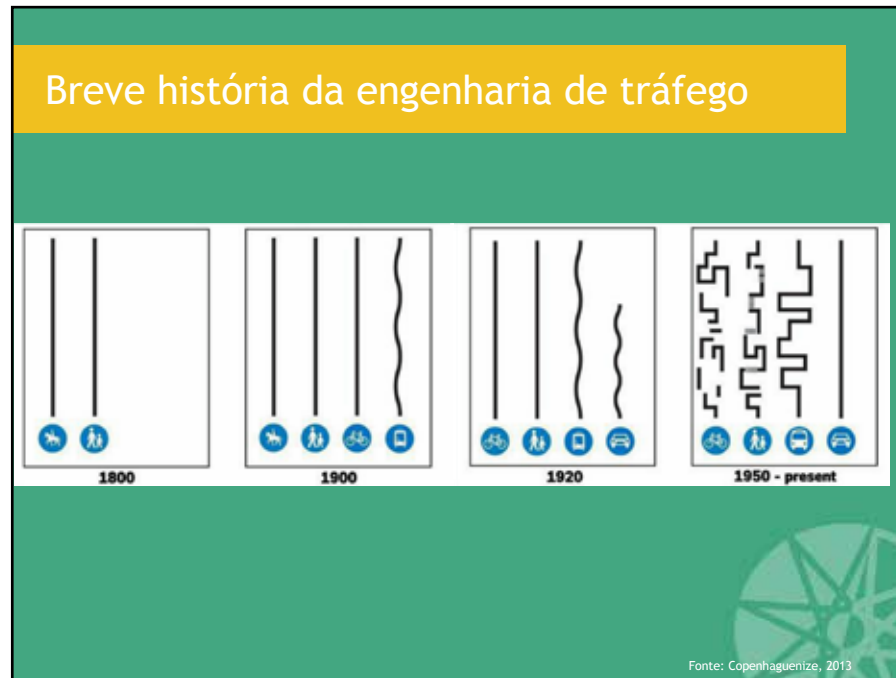 Breve história da engenharia de tráfego
1800
1900
1920
1950 - present
Fonte: Copenhaguenize, 2013